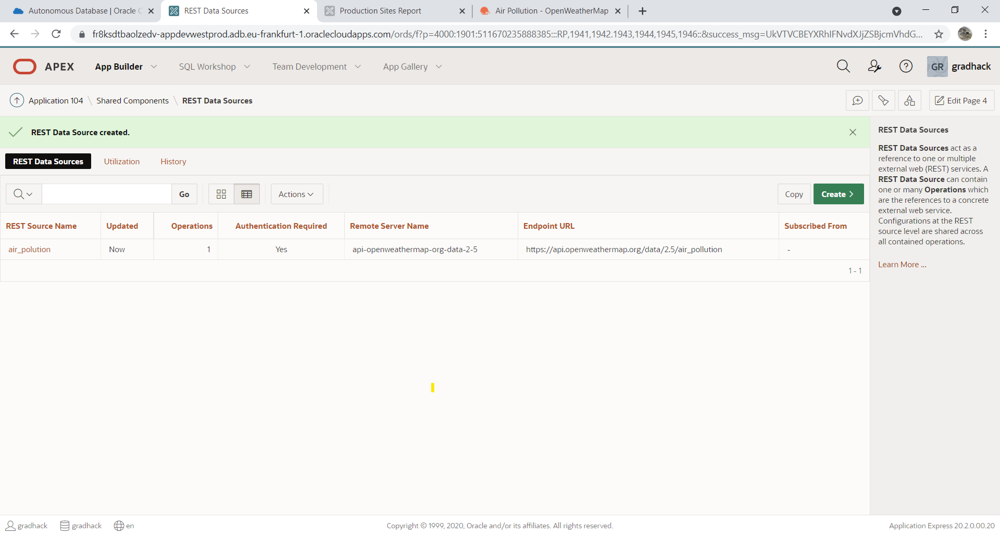 Autonomous Database | Oracle C
REST Data Sources
Production Sites Report
Air Pollution - OpenWeatherMap
fr8ksdtbaolzedv-appdevwestprod.adb.eu-frankfurt-1.oraclecloudapps.com/ords/f?p=4000:1901:511670235888385:::RP,1941,1942.1943,1944,1945,1946::&success_msg=UkVTVCBEYXRhIFNvdXJjZSBjcmVhdG...
APEX
App Builder
SQL Workshop
Team Development
App Gallery
GR
gradhack
Application 104
Shared Components
REST Data Sources
Edit Page 4
REST Data Source created.
REST Data Sources
Utilization
History
Go
Actions
Copy
Create
REST Source Name
Updated
Operations
Authentication Required
Remote Server Name
Endpoint URL
Subscribed From
air_polution
Now
1
Yes
api-openweathermap-org-data-2-5
https://api.openweathermap.org/data/2.5/air_pollution
-
1 - 1
REST Data Sources
REST Data Sources act as a
reference to one or multiple
external web (REST) services. A
REST Data Source can contain
one or many Operations which
are the references to a concrete
external web service.
Configurations at the REST
source level are shared across
all contained operations.
Learn More ...
gradhack
gradhack
en
Copyright © 1999, 2020, Oracle and/or its affiliates. All rights reserved.
Application Express 20.2.0.00.20